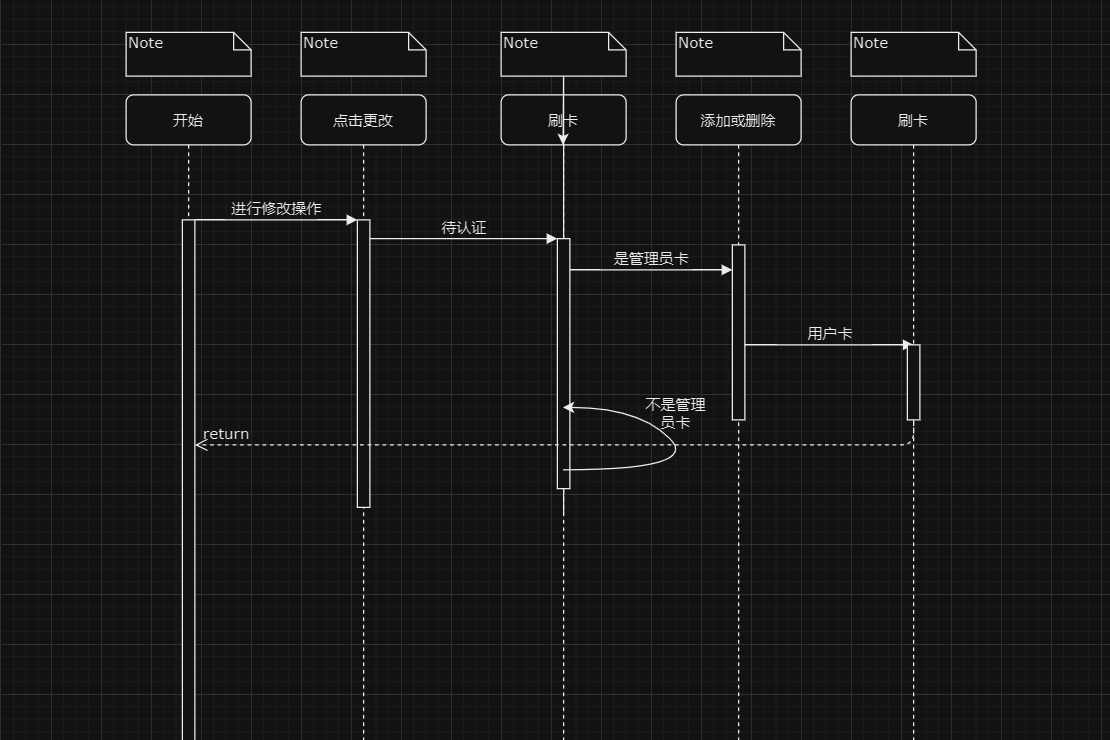 Note
Note
Note
Note
Note
开始
点击更改
刷卡
添加或删除
刷卡
进行修改操作
待认证
是管理员卡
用户卡
不是管理
员卡
return